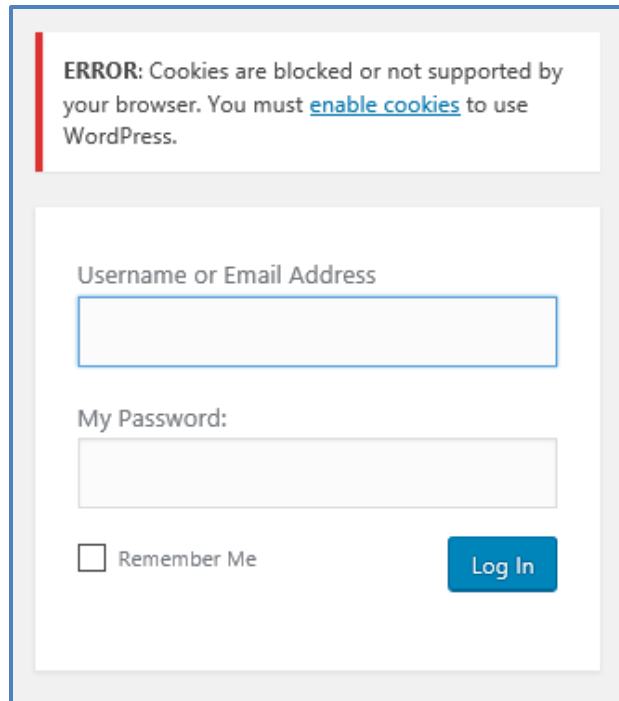 ERROR: Cookies are blocked or not supported by
your browser. You must enable cookies to use
WordPress.
Username or Email Address
My Password:
Remember Me
Log In